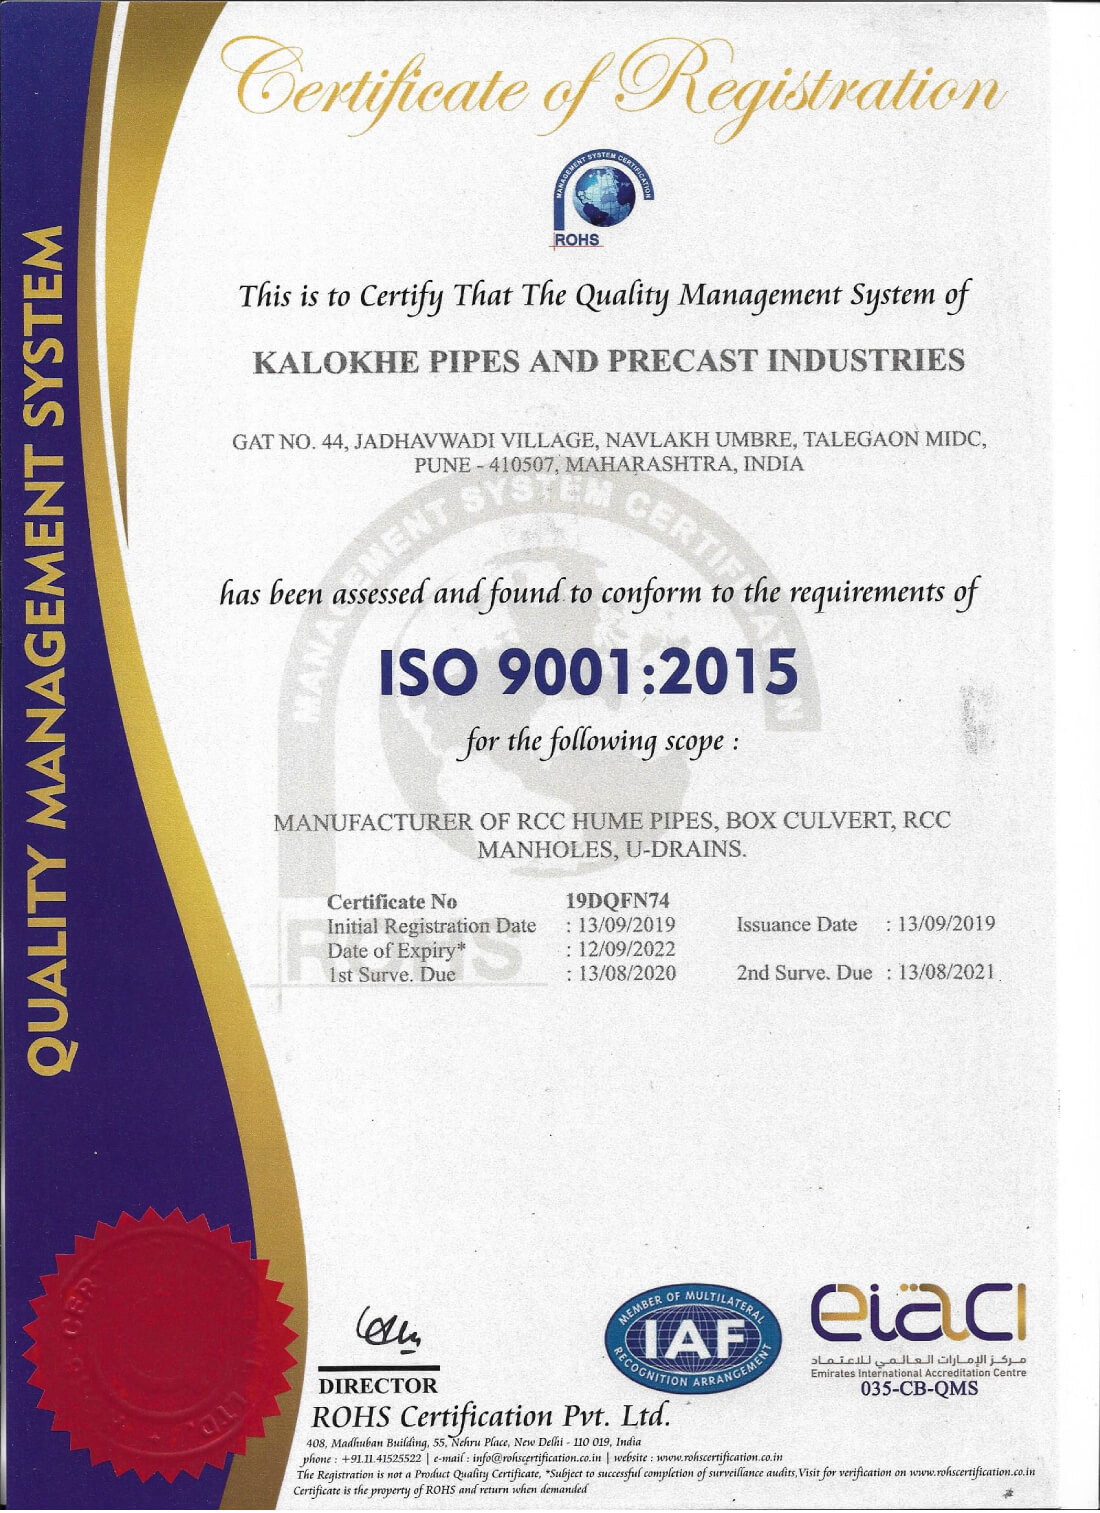 Certificate of Registration
MANAGEMENT SYSTEM CERTIFICATION
ROHS
This is to Certify That The Quality Management System of
KALOKHE PIPES AND PRECAST INDUSTRIES
GAT NO. 44, JADHAVWADI VILLAGE, NAVLAKH UMBRE, TALEGAON MIDC,
PUNE - 410507, MAHARASHTRA, INDIA
MANAGEMENT SYSTEM CERTIFICATION
has been assessed and found to conform to the requirements of
ISO 9001:2015
for the following scope :
MANUFACTURER OF RCC HUME PIPES, BOX CULVERT, RCC
MANHOLES, U-DRAINS.
Certificate No 19DQFN74
Initial Registration Date : 13/09/2019 Issuance Date : 13/09/2019
Date of Expiry* : 12/09/2022
1st Surve. Due : 13/08/2020 2nd Surve. Due : 13/08/2021
ROHS
QUALITY MANAGEMENT SYSTEM
DIRECTOR
ROHS Certification Pvt. Ltd.
MEMBER OF MULTILATERAL
IAF
RECOGNITION ARRANGEMENT
eiaci
مركز الإمارات العالمي للاعتماد
Emirates International Accreditation Centre
035-CB-QMS
408, Madhuban Building, 55, Nehru Place, New Delhi - 110 019, India
phone : +91.11.41525522 | e-mail : info@rohscertification.co.in | website : www.rohscertification.co.in
The Registration is not a Product Quality Certificate, *Subject to successful completion of surveillance audits,Visit for verification on www.rohscertification.co.in
Certificate is the property of ROHS and return when demanded